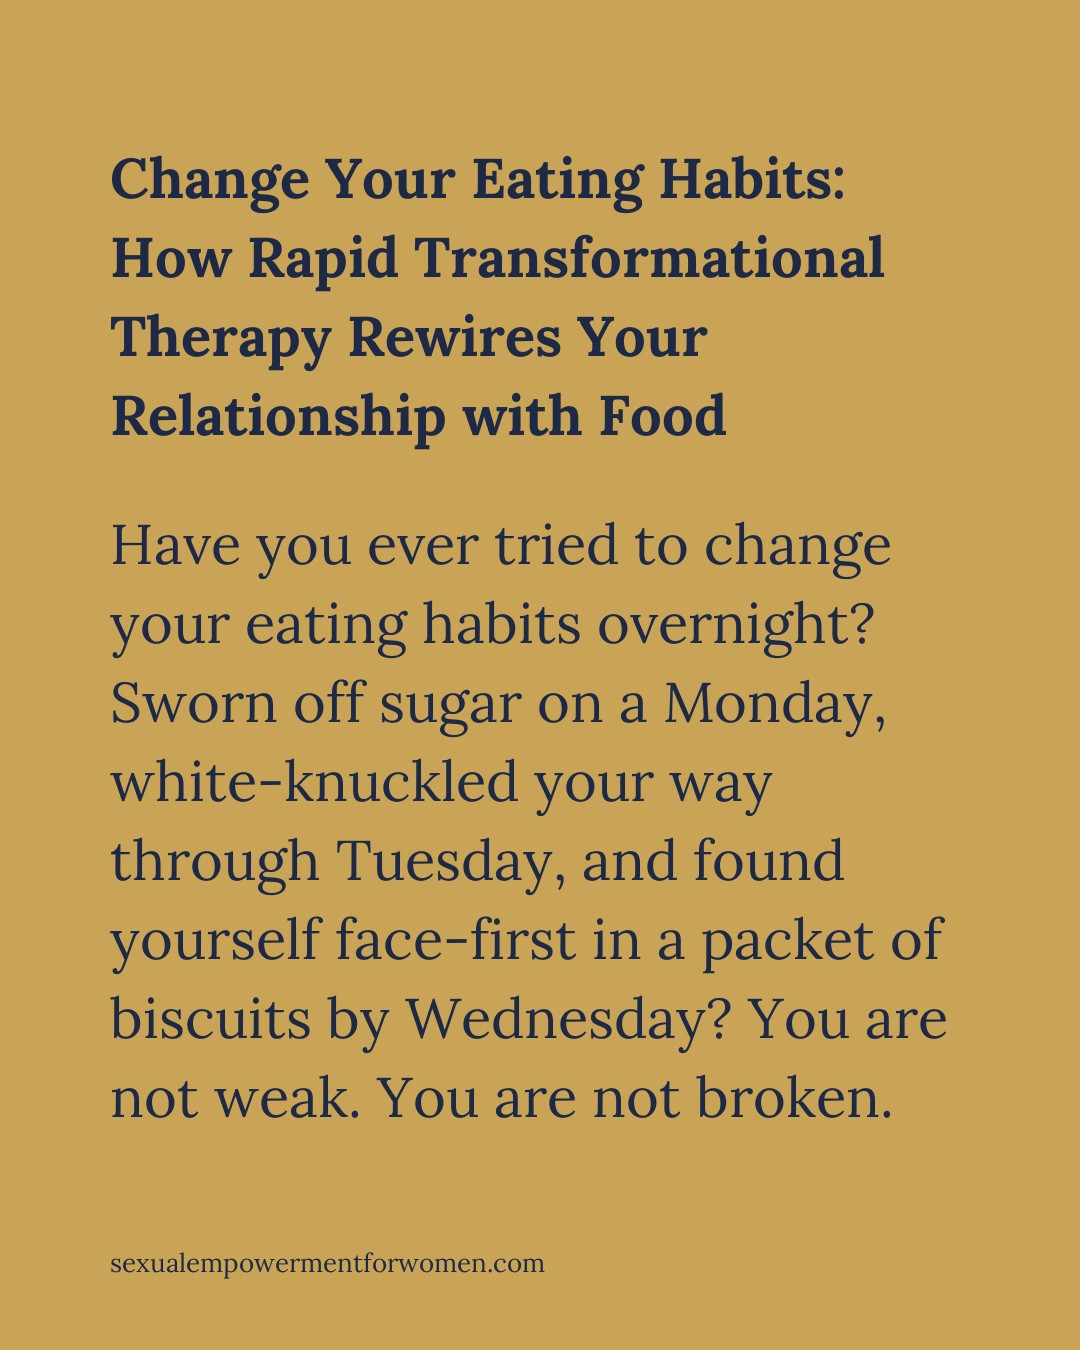 Change Your Eating Habits:
How Rapid Transformational
Therapy Rewires Your
Relationship with Food
Have you ever tried to change
your eating habits overnight?
Sworn off sugar on a Monday,
white-knuckled your way
through Tuesday, and found
yourself face-first in a packet of
biscuits by Wednesday? You are
not weak. You are not broken.
sexualempowermentforwomen.com